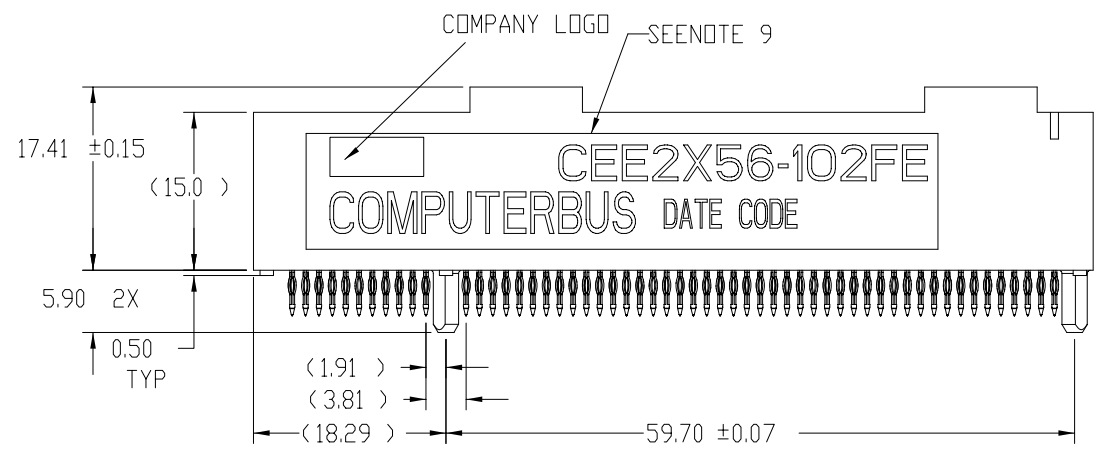 COMPANY LOGO
SEENOTE 9
17.41 ±0.15
(15.0 )
CEE2X56-102FE
COMPUTERBUS DATE CODE
5.90 2X
0.50
TYP
(1.91 )
(3.81 )
(18.29 )
59.70 ±0.07